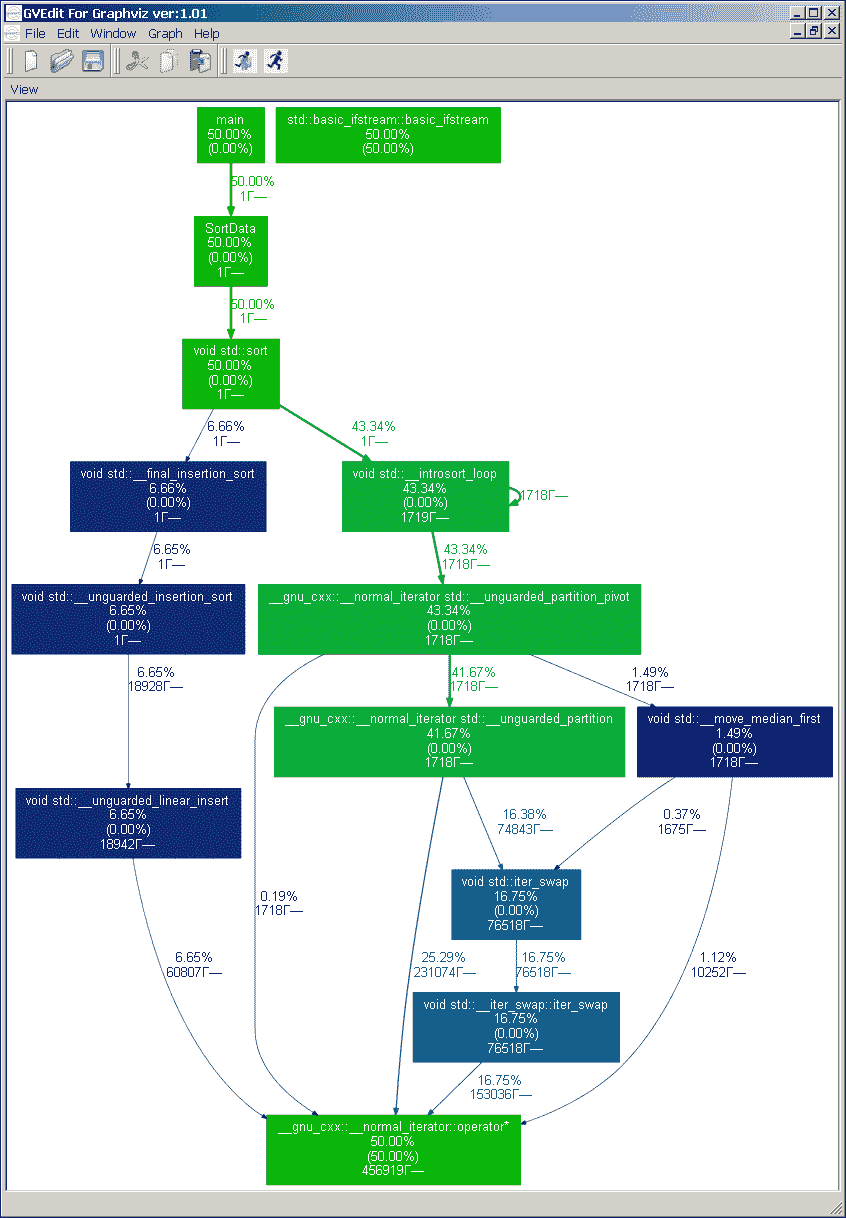 GVEdit For Graphviz ver:1.01
File Edit Window Graph Help
View
main
50.00%
(0.00%)
std::basic_ifstream::basic_ifstream
50.00%
(50.00%)
50.00%
1Г—
SortData
50.00%
(0.00%)
1Г—
50.00%
1Г—
void std::sort
50.00%
(0.00%)
1Г—
6.66%
1Г—
43.34%
1Г—
void std::__final_insertion_sort
6.66%
(0.00%)
1Г—
void std::__introsort_loop
43.34%
(0.00%)
1719Г—
1718Г—
6.65%
1Г—
43.34%
1718Г—
void std::__unguarded_insertion_sort
6.65%
(0.00%)
1Г—
__gnu_cxx::__normal_iterator std::__unguarded_partition_pivot
43.34%
(0.00%)
1718Г—
6.65%
18928Г—
41.67%
1718Г—
1.49%
1718Г—
__gnu_cxx::__normal_iterator std::__unguarded_partition
41.67%
(0.00%)
1718Г—
void std::__move_median_first
1.49%
(0.00%)
1718Г—
void std::__unguarded_linear_insert
6.65%
(0.00%)
18942Г—
16.38%
74843Г—
0.37%
1675Г—
void std::iter_swap
16.75%
(0.00%)
76518Г—
0.19%
1718Г—
6.65%
60807Г—
25.29%
231074Г—
16.75%
76518Г—
1.12%
10252Г—
void std::__iter_swap::iter_swap
16.75%
(0.00%)
76518Г—
16.75%
153036Г—
__gnu_cxx::__normal_iterator::operator*
50.00%
(50.00%)
456919Г—